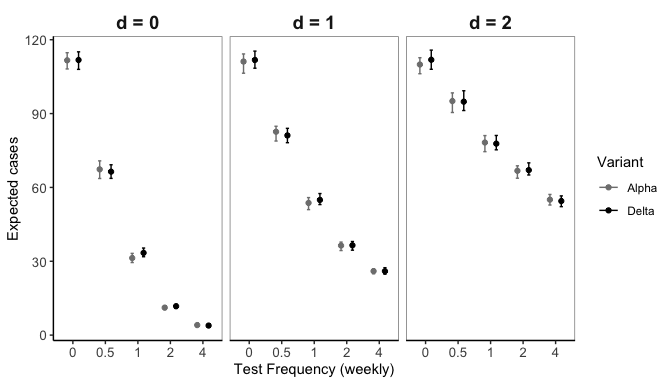 d = 0
d = 1
d = 2
Expected cases
120
90
60
30
0
0 0.5 1 2 4
0 0.5 1 2 4
0 0.5 1 2 4
Test Frequency (weekly)
Variant
Alpha
Delta